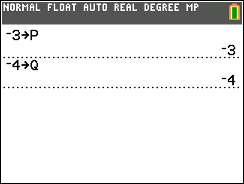 NORMAL FLOAT AUTO REAL DEGREE MP
⁻3→P
⁻3
⁻4→Q
⁻4